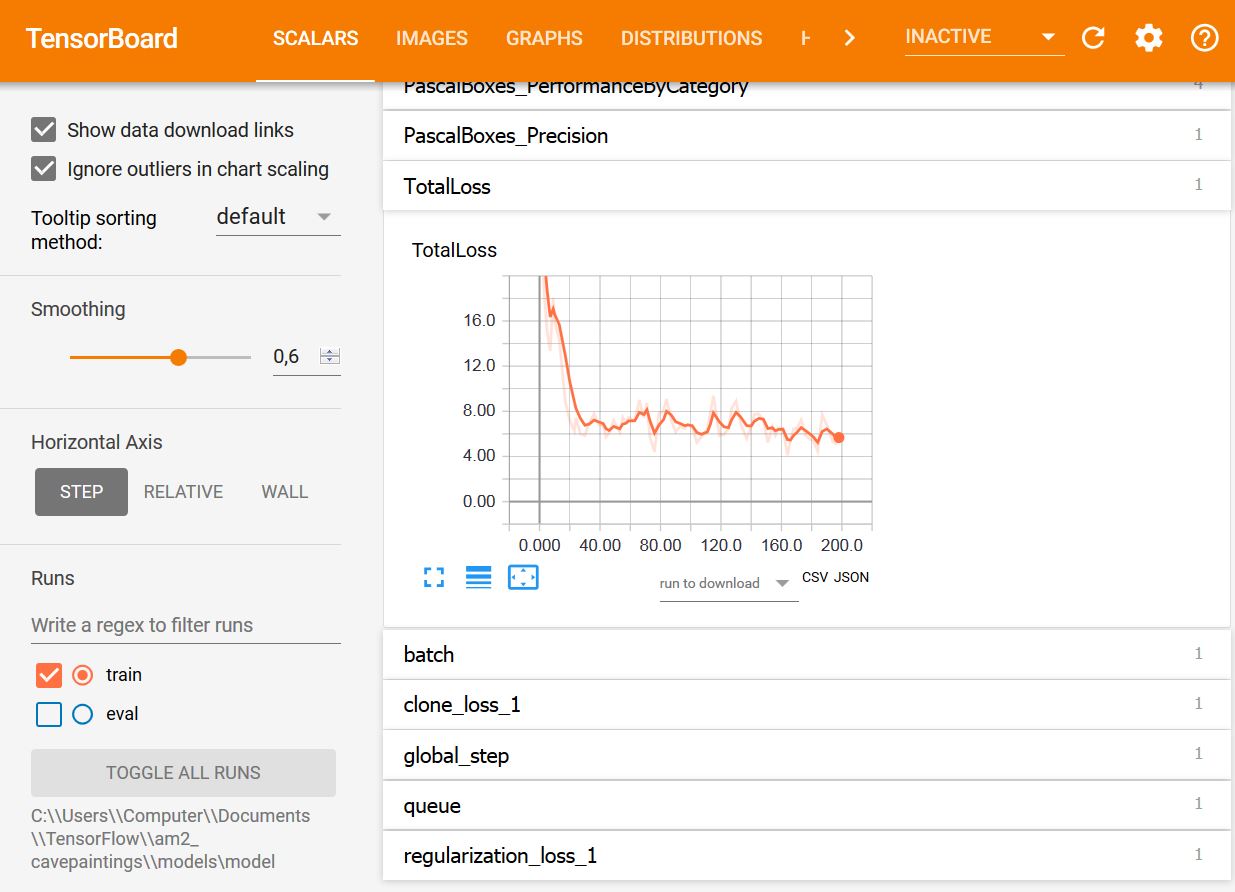 TensorBoard
SCALARS IMAGES GRAPHS DISTRIBUTIONS
INACTIVE
Show data download links
Ignore outliers in chart scaling
Tooltip sorting
method:
default
Smoothing
0,6
Horizontal Axis
STEP RELATIVE WALL
Runs
Write a regex to filter runs
train
eval
TOGGLE ALL RUNS
C:\\Users\\Computer\\Documents
\\TensorFlow\\am2_
cavepaintings\\models\model
PascalBoxes_PerformanceByCategory 4
PascalBoxes_Precision 1
TotalLoss 1
TotalLoss
16.0
12.0
8.00
4.00
0.00
0.000 40.00 80.00 120.0 160.0 200.0
run to download CSV JSON
batch 1
clone_loss_1 1
global_step 1
queue 1
regularization_loss_1 1